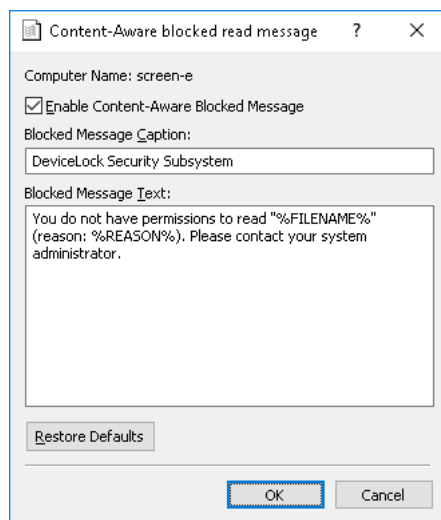 Content-Aware blocked read message
Computer Name: screen-e
Enable Content-Aware Blocked Message
Blocked Message Caption:
DeviceLock Security Subsystem
Blocked Message Text:
You do not have permissions to read "%FILENAME%"
(reason: %REASON%). Please contact your system
administrator.
Restore Defaults
OK
Cancel